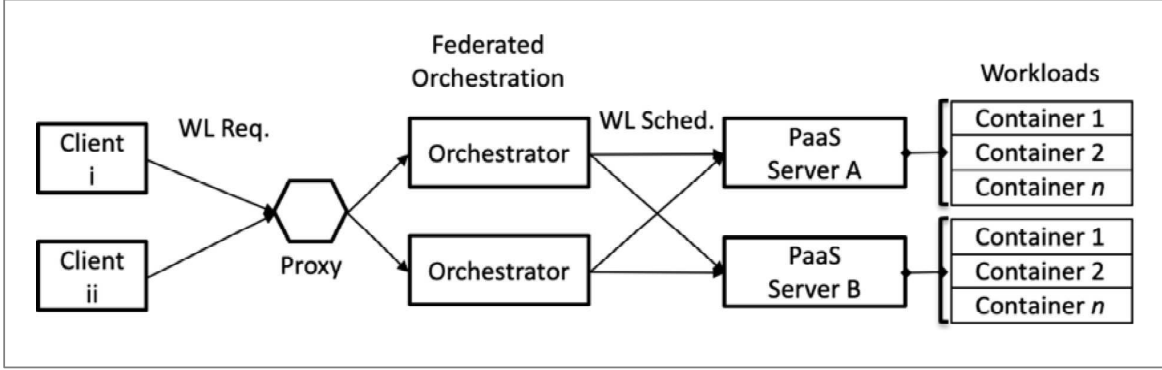 Federated
Orchestration
Workloads
WL Req.
WL Sched.
Client
i
Client
ii
Proxy
Orchestrator
Orchestrator
PaaS
Server A
PaaS
Server B
Container 1
Container 2
Container n
Container 1
Container 2
Container n